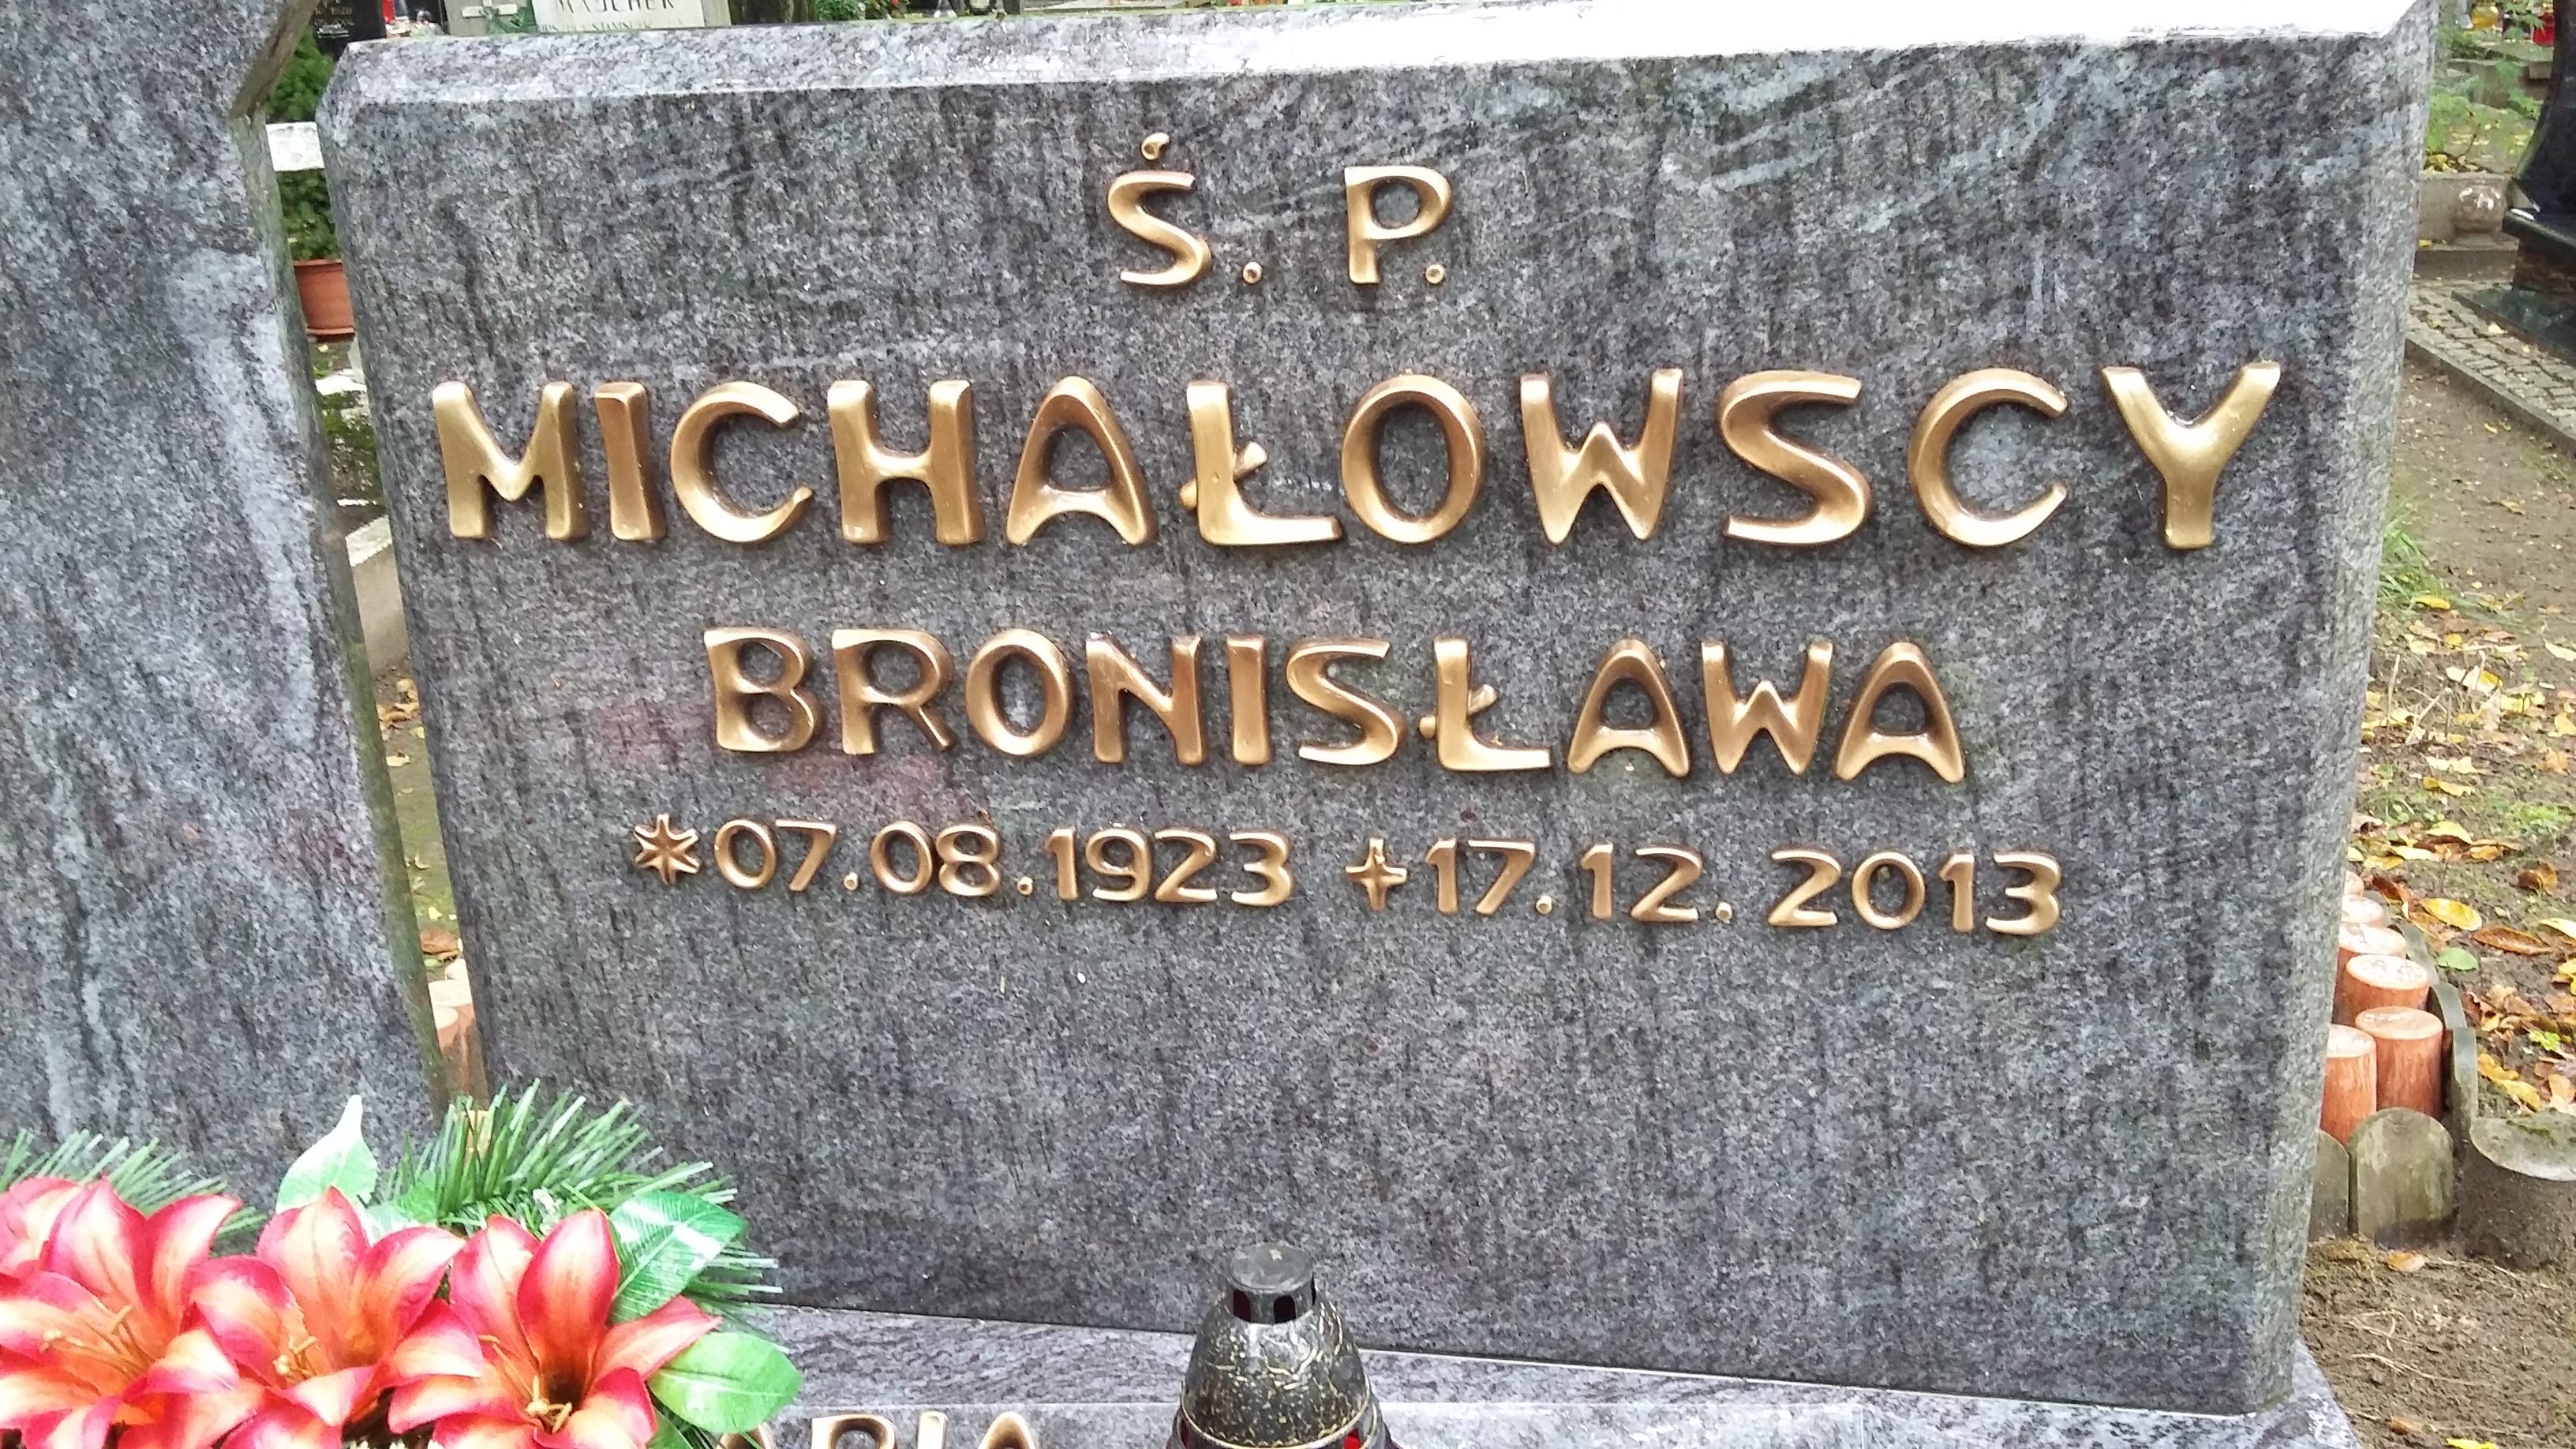 Ś. P.
MICHAŁOWSCY
BRONISŁAWA
*07.08.1923 +17.12.2013